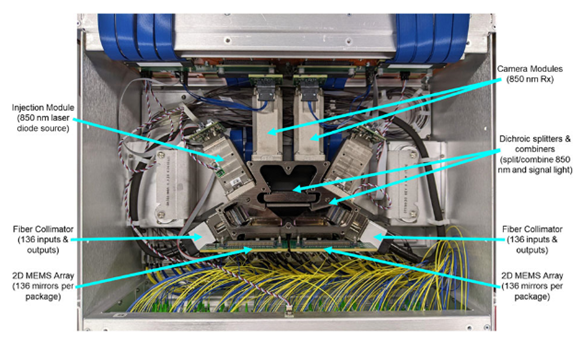 Injection Module
(850 nm laser
diode source)
Fiber Collimator
(136 inputs &
outputs)
2D MEMS Array
(136 mirrors per
package)
Camera Modules
(850 nm Rx)
Dichroic splitters &
combiners
(split/combine 850
nm and signal light)
Fiber Collimator
(136 inputs &
outputs)
2D MEMS Array
(136 mirrors per
package)